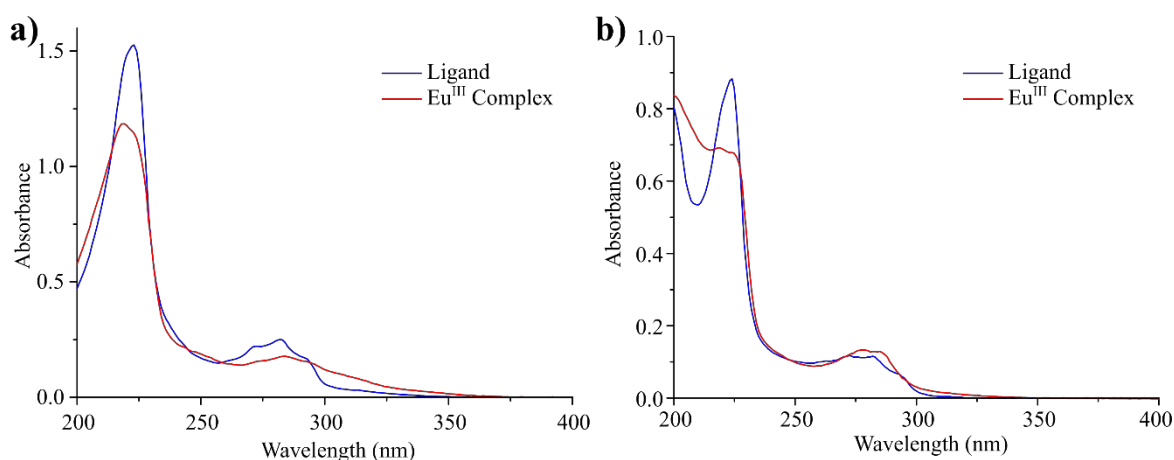 a)
1.5
1.0
0.5
0.0
Absorbance
Ligand
Eu^III Complex
200 250 300 350 400
Wavelength (nm)
b)
1.0
0.8
0.6
0.4
0.2
0.0
Absorbance
Ligand
Eu^III Complex
200 250 300 350 400
Wavelength (nm)